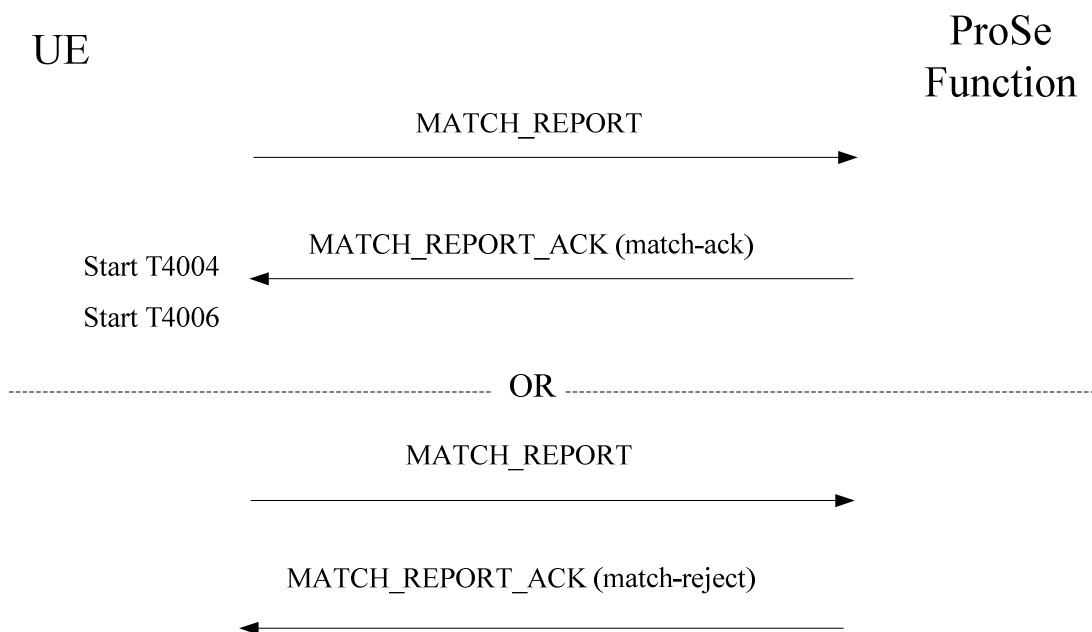 UE
ProSe
Function
MATCH_REPORT
MATCH_REPORT_ACK (match-ack)
Start T4004
Start T4006
OR
MATCH_REPORT
MATCH_REPORT_ACK (match-reject)